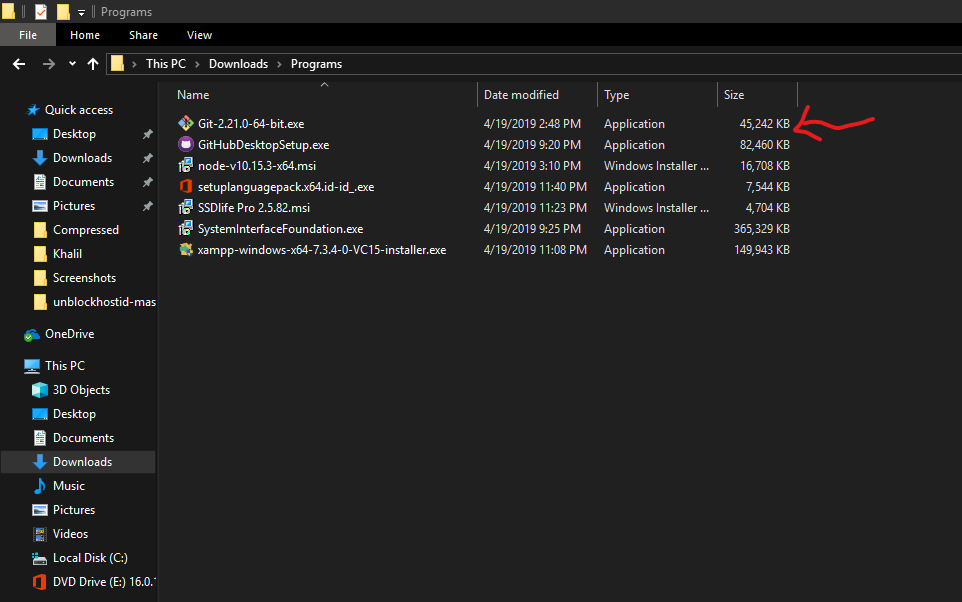 Programs
File Home Share View
This PC Downloads Programs
Name Date modified Type Size
Git-2.21.0-64-bit.exe 4/19/2019 2:48 PM Application 45,242 KB
GitHubDesktopSetup.exe 4/19/2019 9:20 PM Application 82,460 KB
node-v10.15.3-x64.msi 4/19/2019 3:10 PM Windows Installer ... 16,708 KB
setuplanguagepack.x64.id-id_.exe 4/19/2019 11:40 PM Application 7,544 KB
SSDlife Pro 2.5.82.msi 4/19/2019 11:23 PM Windows Installer ... 4,704 KB
SystemInterfaceFoundation.exe 4/19/2019 9:25 PM Application 365,329 KB
xampp-windows-x64-7.3.4-0-VC15-installer.exe 4/19/2019 11:08 PM Application 149,943 KB
Quick access
Desktop
Downloads
Documents
Pictures
Compressed
Khalil
Screenshots
unblockhostid-mas
OneDrive
This PC
3D Objects
Desktop
Documents
Downloads
Music
Pictures
Videos
Local Disk (C:)
DVD Drive (E:) 16.0.1